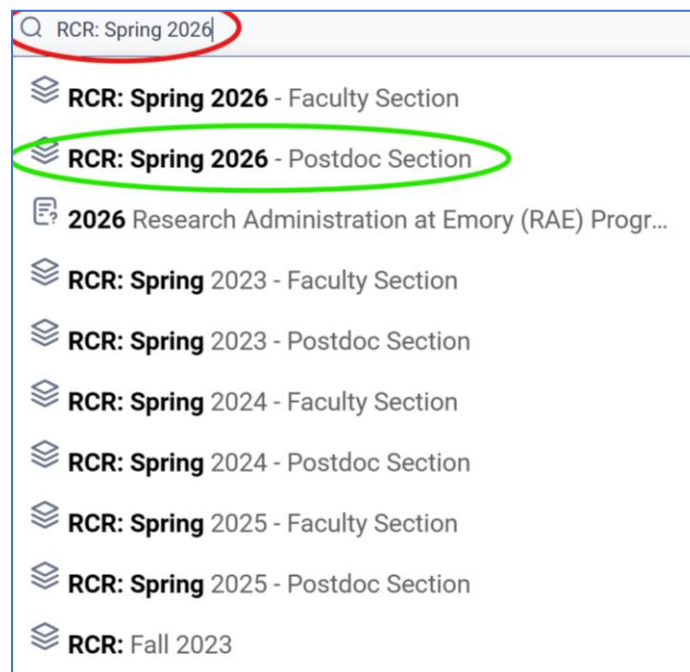 RCR: Spring 2026
RCR: Spring 2026 - Faculty Section
RCR: Spring 2026 - Postdoc Section
2026 Research Administration at Emory (RAE) Progr...
RCR: Spring 2023 - Faculty Section
RCR: Spring 2023 - Postdoc Section
RCR: Spring 2024 - Faculty Section
RCR: Spring 2024 - Postdoc Section
RCR: Spring 2025 - Faculty Section
RCR: Spring 2025 - Postdoc Section
RCR: Fall 2023